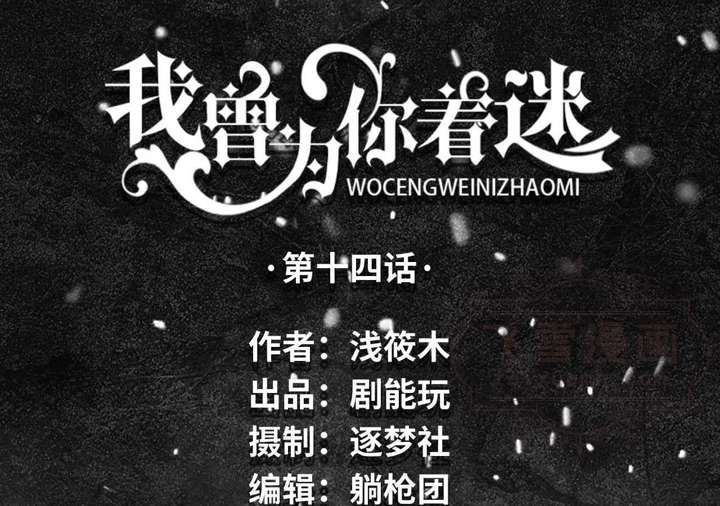 我曾为你着迷
WOCENGWEINIZHAOMI
·第十四话·
作者：浅筱木
出品：剧能玩
摄制：逐梦社
编辑：躺枪团